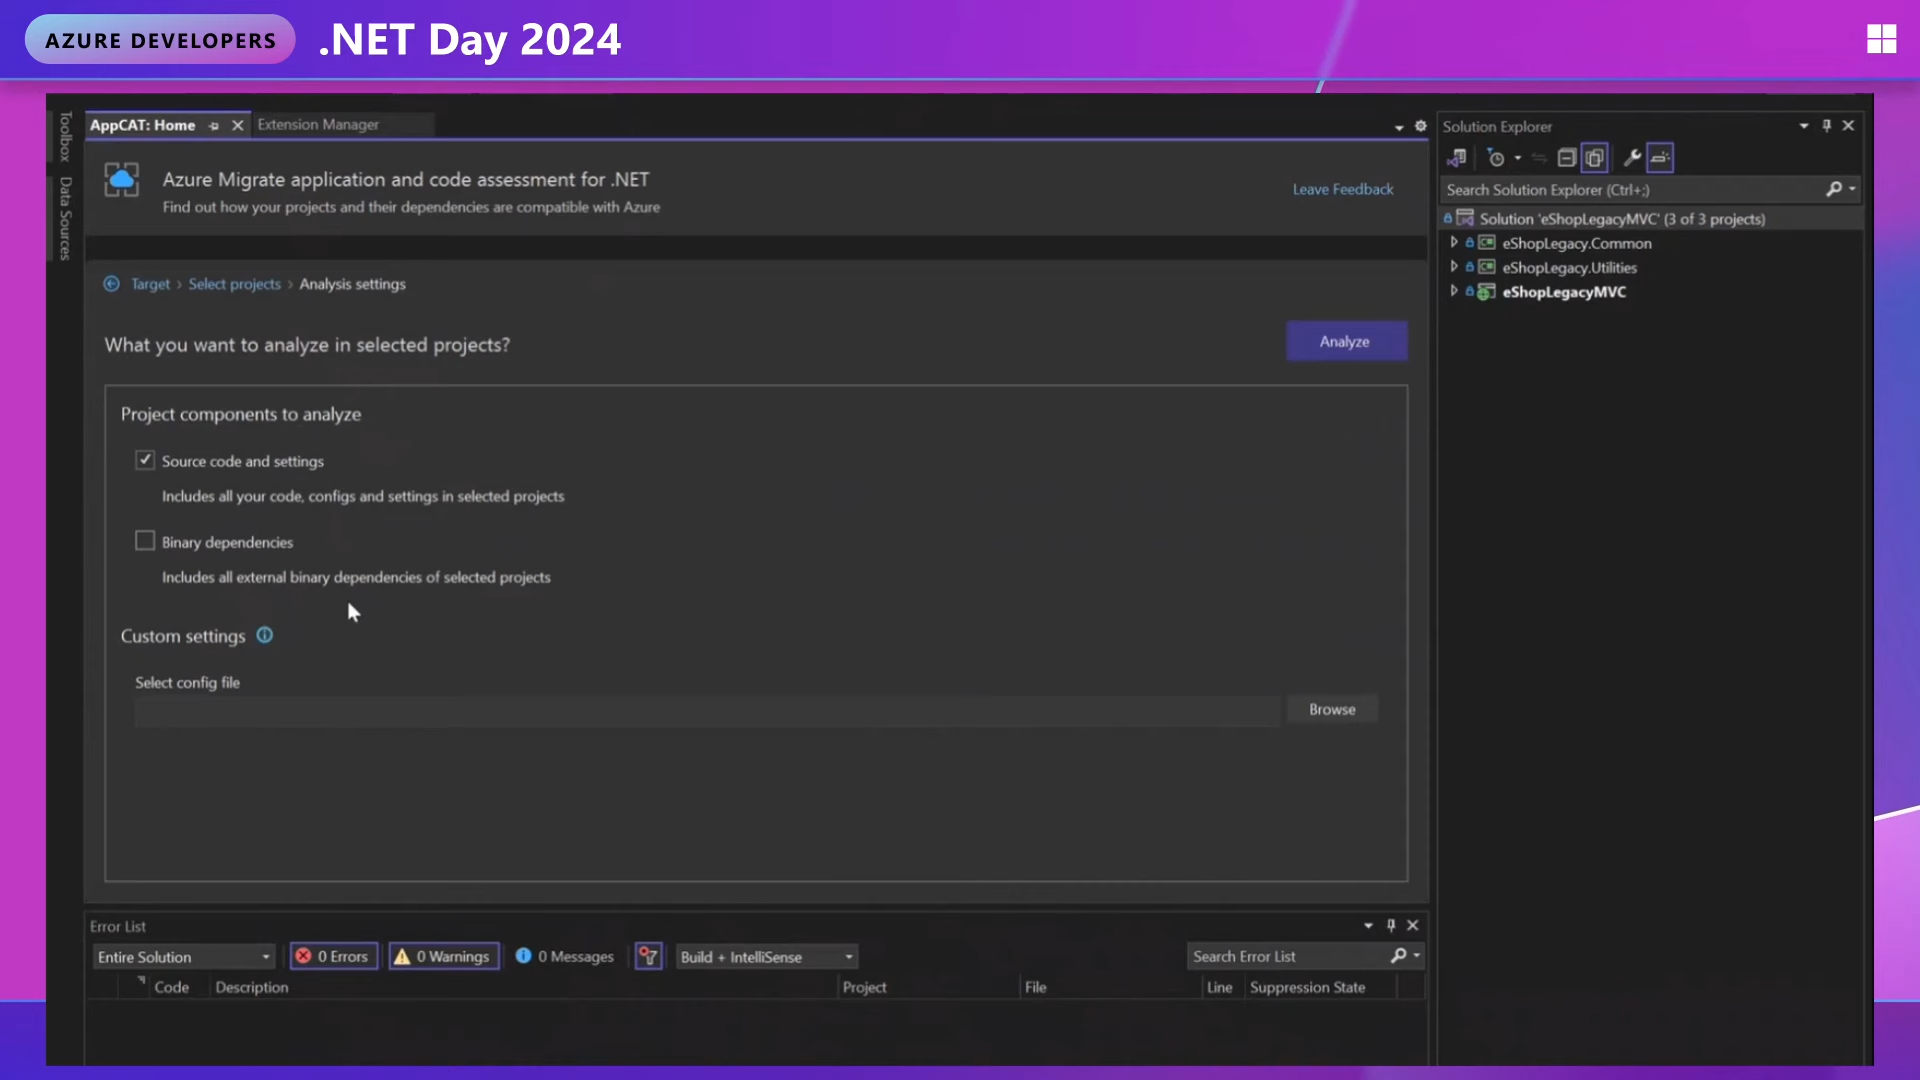 AZURE DEVELOPERS
.NET Day 2024
Toolbox
Data Sources
AppCAT: Home
Extension Manager
Azure Migrate application and code assessment for .NET
Find out how your projects and their dependencies are compatible with Azure
Leave Feedback
Target › Select projects › Analysis settings
What you want to analyze in selected projects?
Analyze
Project components to analyze
Source code and settings
Includes all your code, configs and settings in selected projects
Binary dependencies
Includes all external binary dependencies of selected projects
Custom settings
Select config file
Browse
Error List
Entire Solution
0 Errors
0 Warnings
0 Messages
Build + IntelliSense
Search Error List
Code
Description
Project
File
Line
Suppression State
Solution Explorer
Search Solution Explorer (Ctrl+;)
Solution 'eShopLegacyMVC' (3 of 3 projects)
eShopLegacy.Common
eShopLegacy.Utilities
eShopLegacyMVC